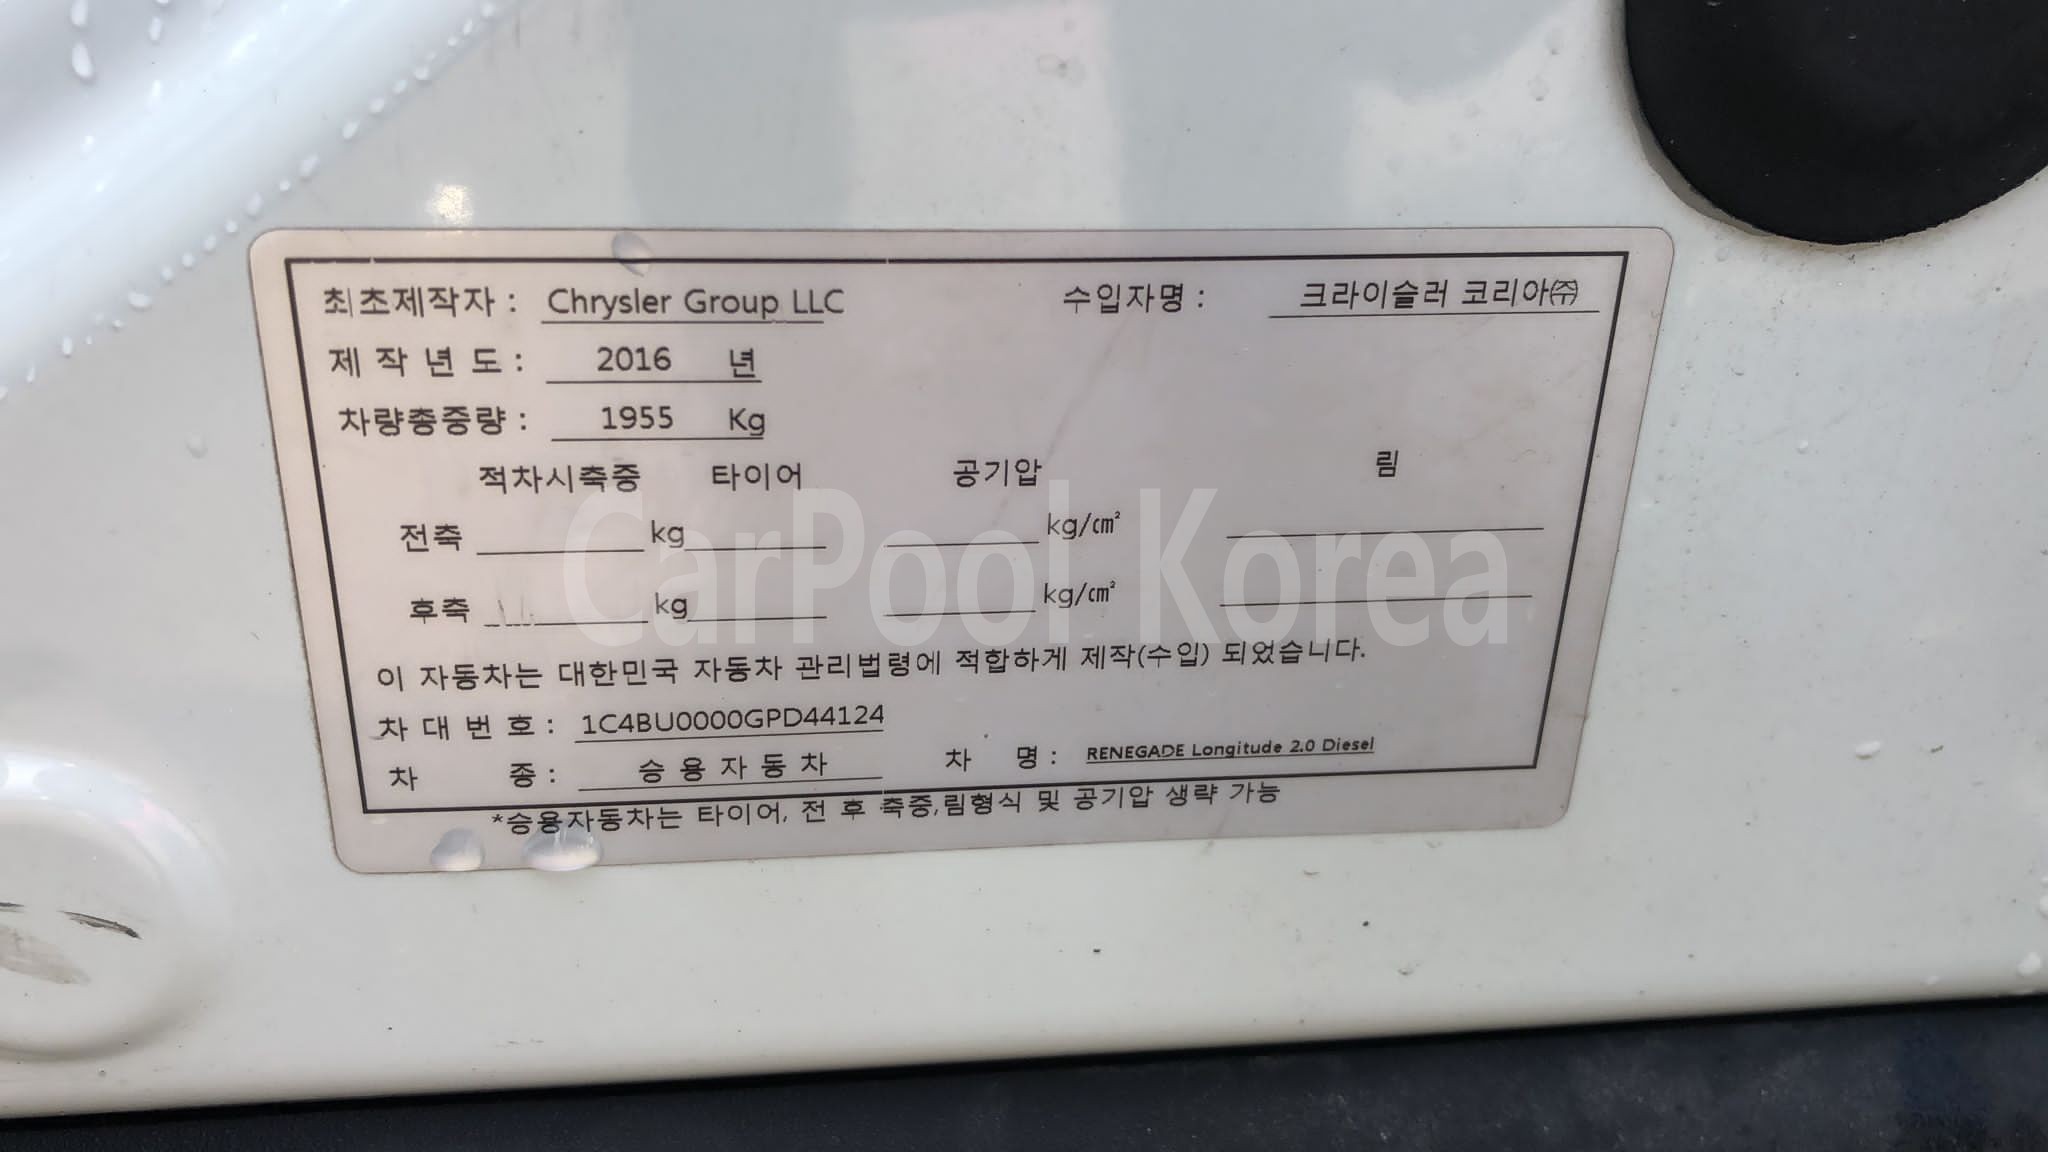 최초제작자 : Chrysler Group LLC 수입자명 : 크라이슬러 코리아㈜
제 작 년 도 : 2016 년
차량총중량 : 1955 Kg
적차시축중 타이어 공기압 림
전축 kg kg/㎠
후축 kg kg/㎠
CarPool Korea
이 자동차는 대한민국 자동차 관리법령에 적합하게 제작(수입) 되었습니다.
차 대 번 호 : 1C4BU0000GPD44124
차 종 : 승 용 자 동 차 차 명 : RENEGADE Longitude 2.0 Diesel
*승용자동차는 타이어, 전 후 축중,림형식 및 공기압 생략 가능